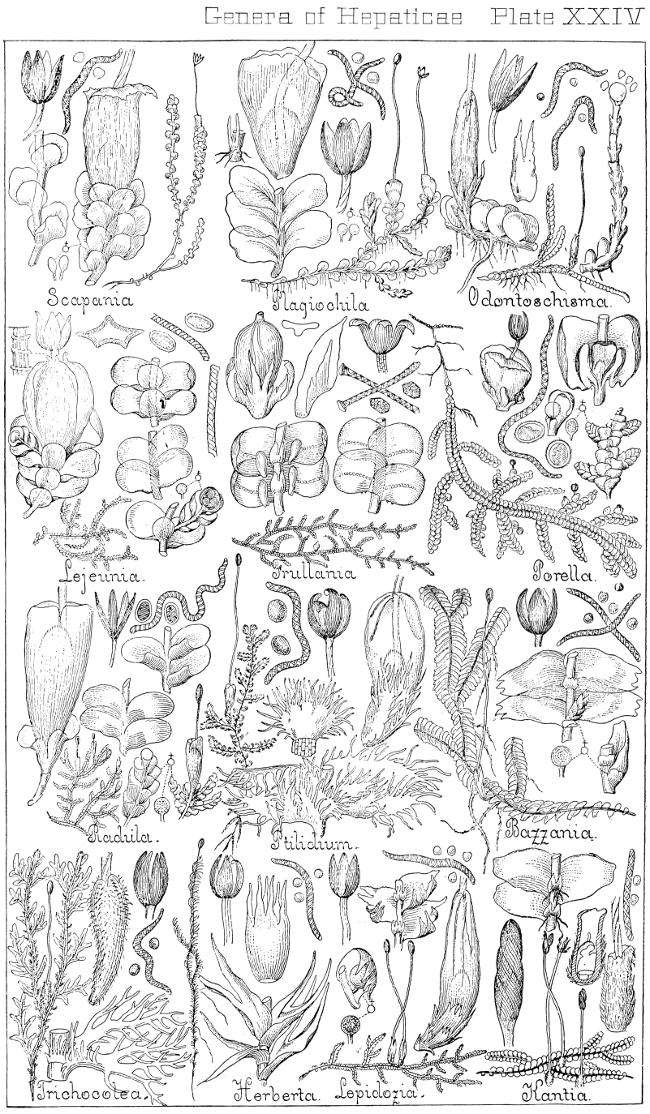 Genera of Hepaticae Plate XXIV
Scapania
Plagiochila
Odontoschisma.
Lejeunia.
Frullania
Porella.
Radula.
Ptilidium.
Bazzania.
Trichocolea.
Herberta.
Lepidozia.
Kantia.